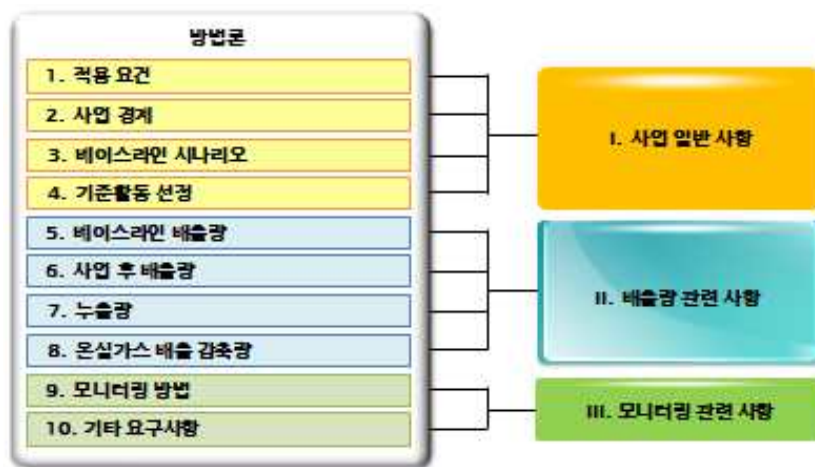 방법론
1. 적용 요건
2. 사업 경계
3. 베이스라인 시나리오
4. 기준활동 선정
5. 베이스라인 배출량
6. 사업 후 배출량
7. 누출량
8. 온실가스 배출 감축량
9. 모니터링 방법
10. 기타 요구사항
I. 사업 일반 사항
II. 배출량 관련 사항
III. 모니터링 관련 사항